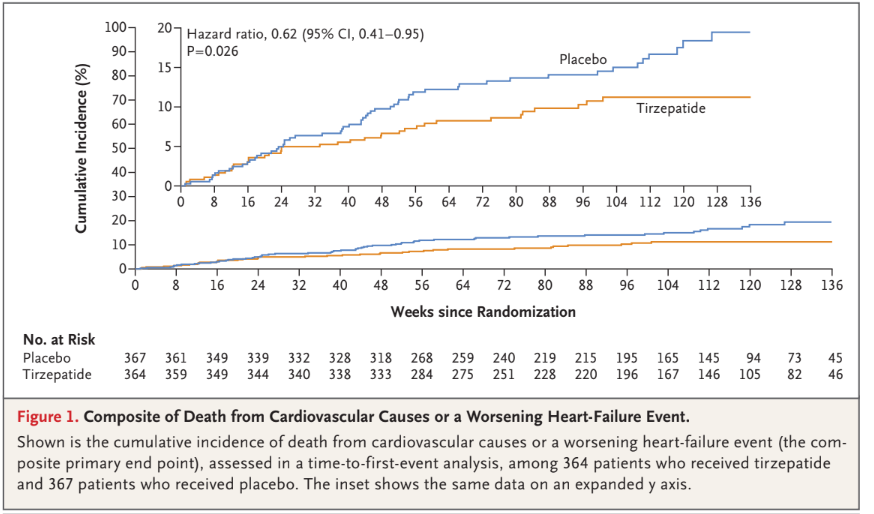 Hazard ratio, 0.62 (95% CI, 0.41–0.95)
P=0.026
Cumulative Incidence (%)
100
90
80
70
60
50
40
30
20
10
0
20
15
10
5
0
Placebo
Tirzepatide
0 8 16 24 32 40 48 56 64 72 80 88 96 104 112 120 128 136
0 8 16 24 32 40 48 56 64 72 80 88 96 104 112 120 128 136
Weeks since Randomization
No. at Risk
Placebo 367 361 349 339 332 328 318 268 259 240 219 215 195 165 145 94 73 45
Tirzepatide 364 359 349 344 340 338 333 284 275 251 228 220 196 167 146 105 82 46
Figure 1. Composite of Death from Cardiovascular Causes or a Worsening Heart-Failure Event.
Shown is the cumulative incidence of death from cardiovascular causes or a worsening heart-failure event (the com-
posite primary end point), assessed in a time-to-first-event analysis, among 364 patients who received tirzepatide
and 367 patients who received placebo. The inset shows the same data on an expanded y axis.